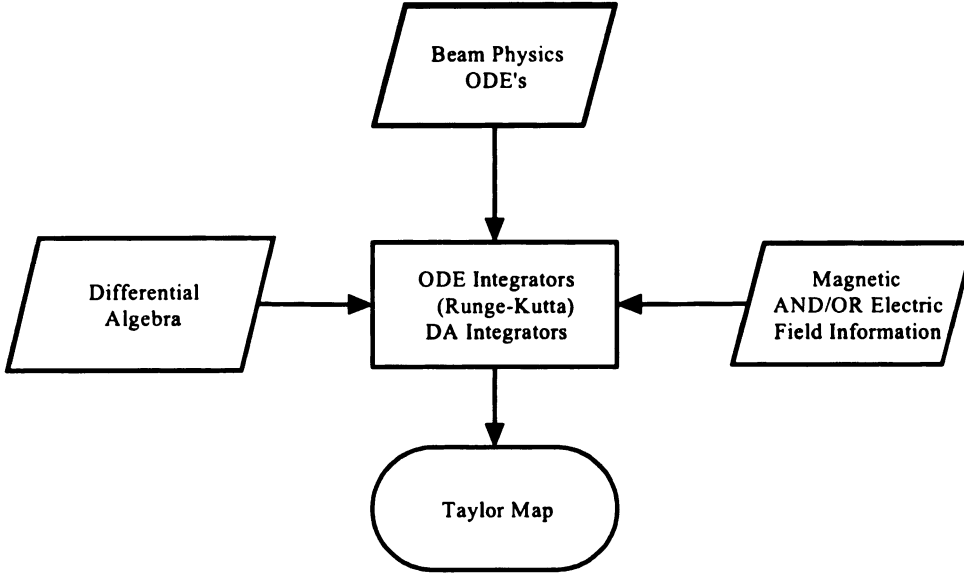 Beam Physics
ODE's
Differential
Algebra
ODE Integrators
(Runge-Kutta)
DA Integrators
Magnetic
AND/OR Electric
Field Information
Taylor Map